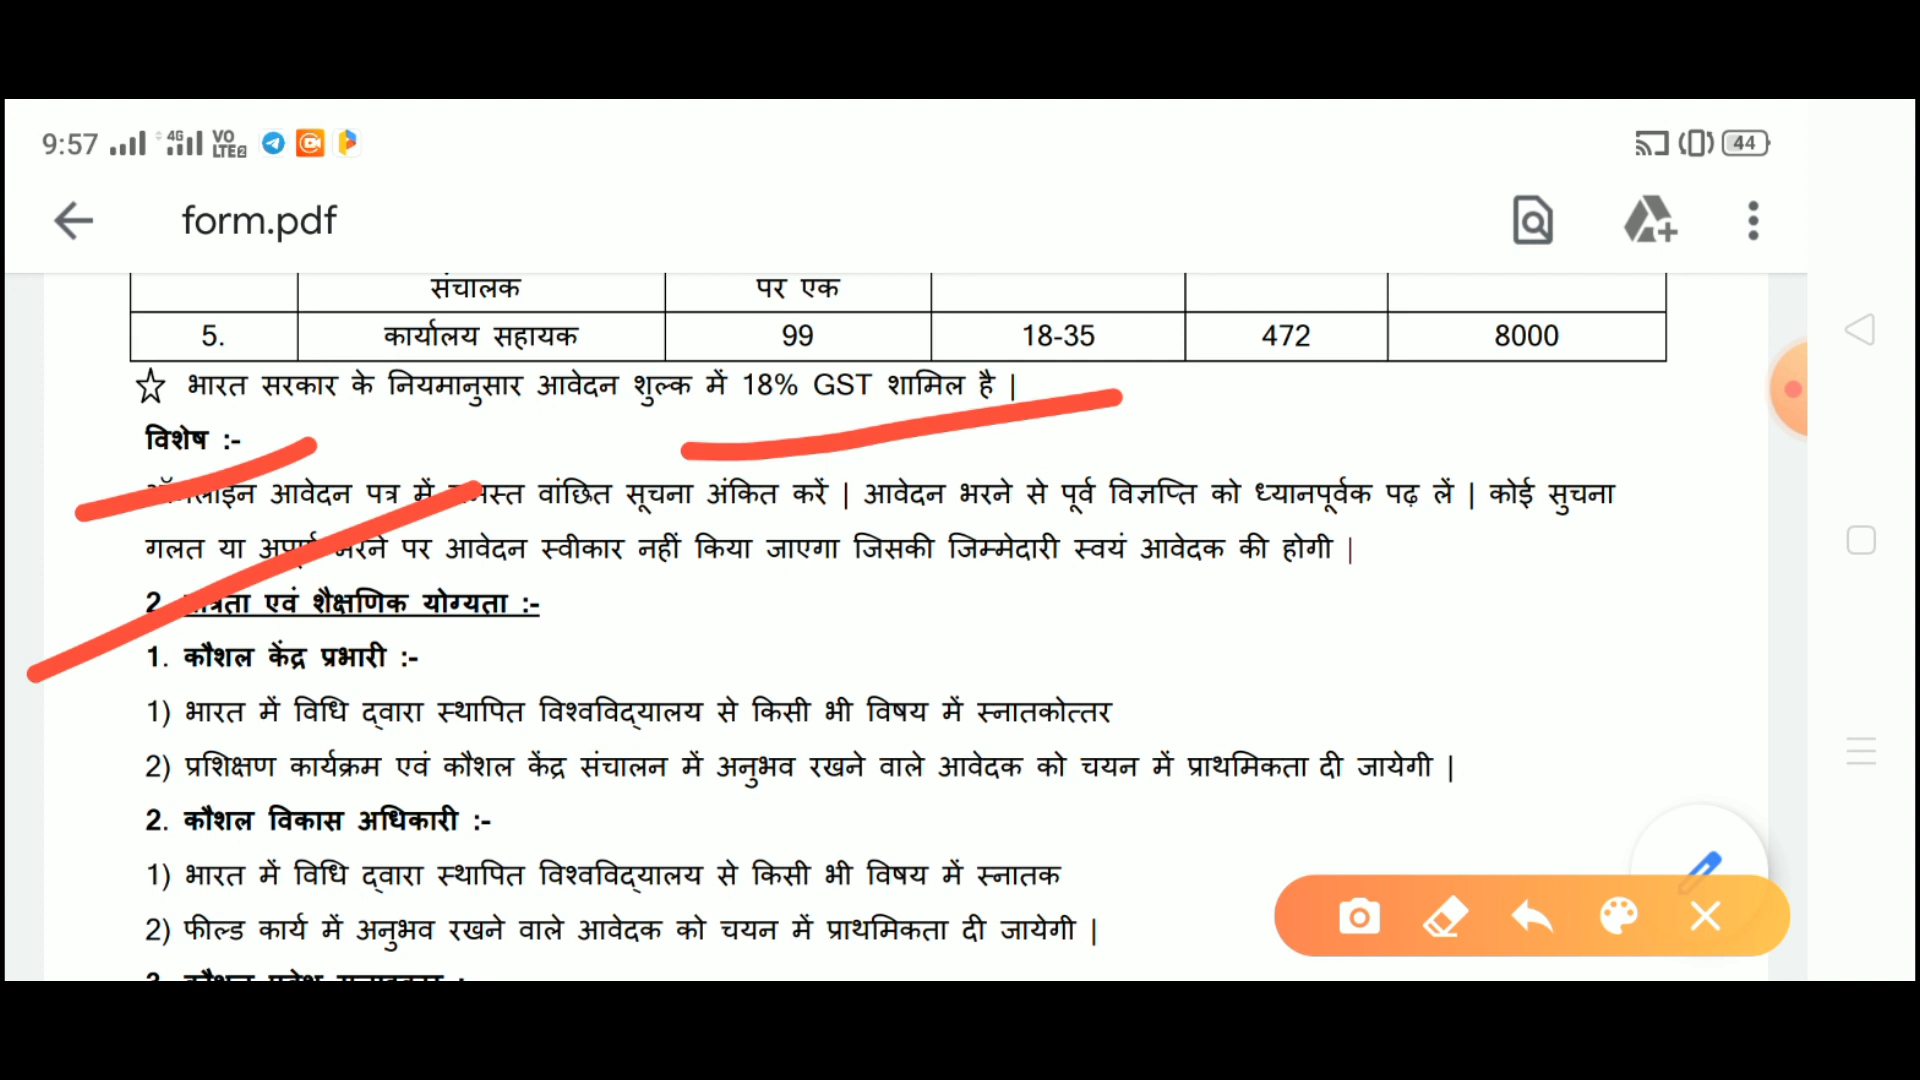 9:57 4G VO LTE2 44
form.pdf
संचालक पर एक
5. कार्यालय सहायक 99 18-35 472 8000
☆ भारत सरकार के नियमानुसार आवेदन शुल्क में 18% GST शामिल है |
विशेष :-
आवेदन पत्र में वांछित सूचना अंकित करें | आवेदन भरने से पूर्व विज्ञप्ति को ध्यानपूर्वक पढ़ लें | कोई सुचना
गलत या भरने पर आवेदन स्वीकार नहीं किया जाएगा जिसकी जिम्मेदारी स्वयं आवेदक की होगी |
2. एवं शैक्षणिक योग्यता :-
1. कौशल केंद्र प्रभारी :-
1) भारत में विधि द्वारा स्थापित विश्वविद्यालय से किसी भी विषय में स्नातकोत्तर
2) प्रशिक्षण कार्यक्रम एवं कौशल केंद्र संचालन में अनुभव रखने वाले आवेदक को चयन में प्राथमिकता दी जायेगी |
2. कौशल विकास अधिकारी :-
1) भारत में विधि द्वारा स्थापित विश्वविद्यालय से किसी भी विषय में स्नातक
2) फील्ड कार्य में अनुभव रखने वाले आवेदक को चयन में प्राथमिकता दी जायेगी |